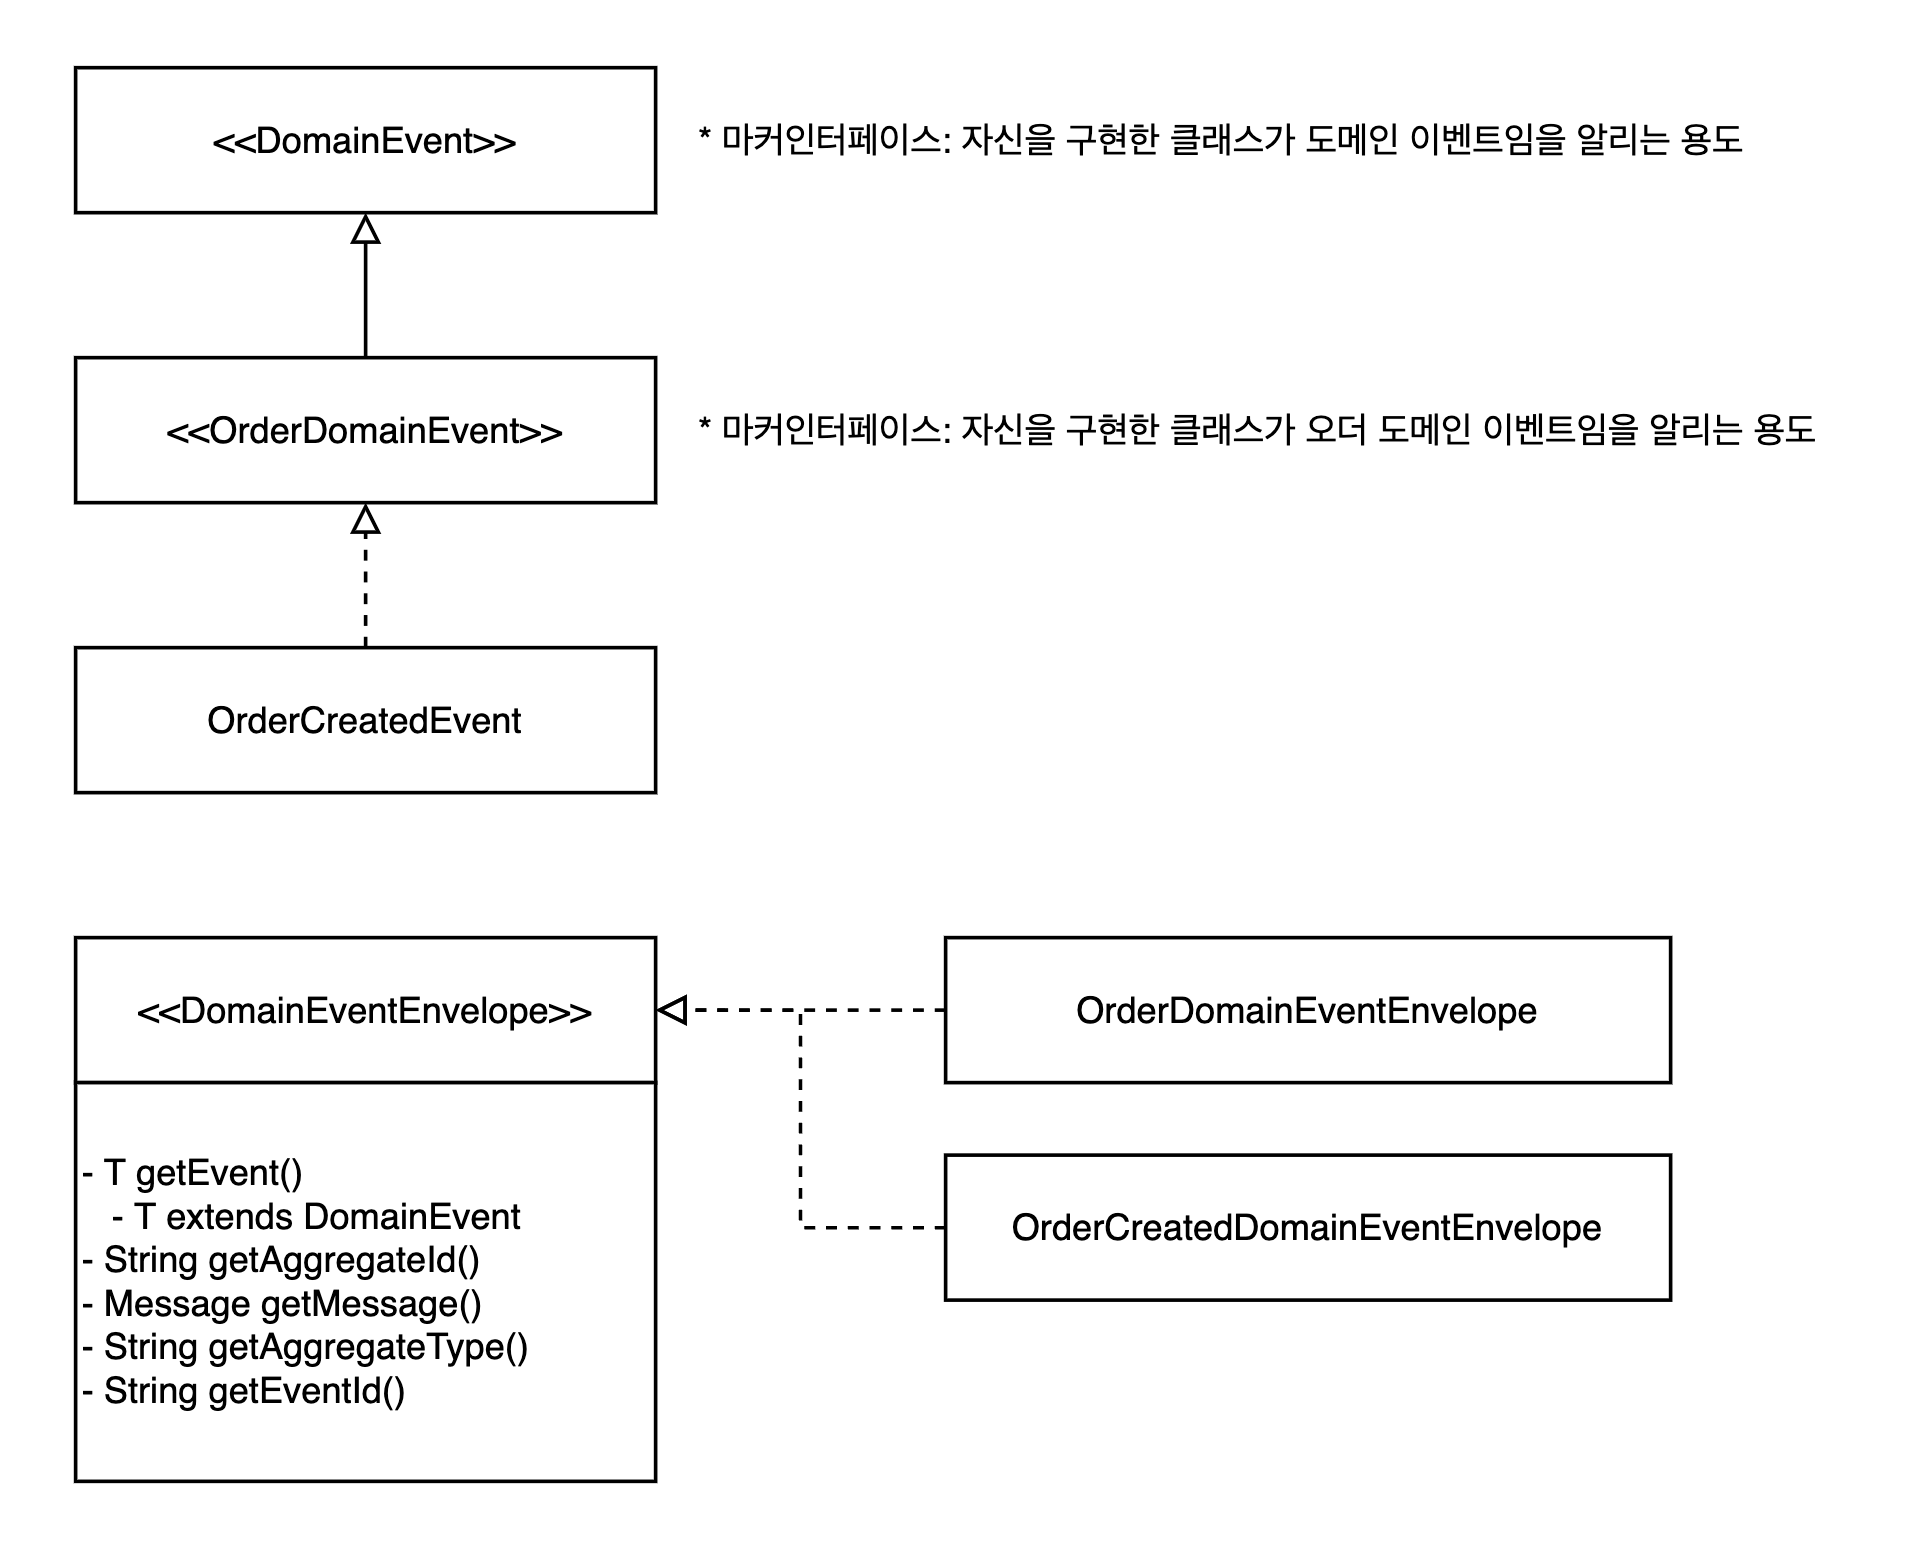 <<DomainEvent>>
* 마커인터페이스: 자신을 구현한 클래스가 도메인 이벤트임을 알리는 용도
<<OrderDomainEvent>>
* 마커인터페이스: 자신을 구현한 클래스가 오더 도메인 이벤트임을 알리는 용도
OrderCreatedEvent
<<DomainEventEnvelope>>
OrderDomainEventEnvelope
- T getEvent()
- T extends DomainEvent
- String getAggregateId()
- Message getMessage()
- String getAggregateType()
- String getEventId()
OrderCreatedDomainEventEnvelope